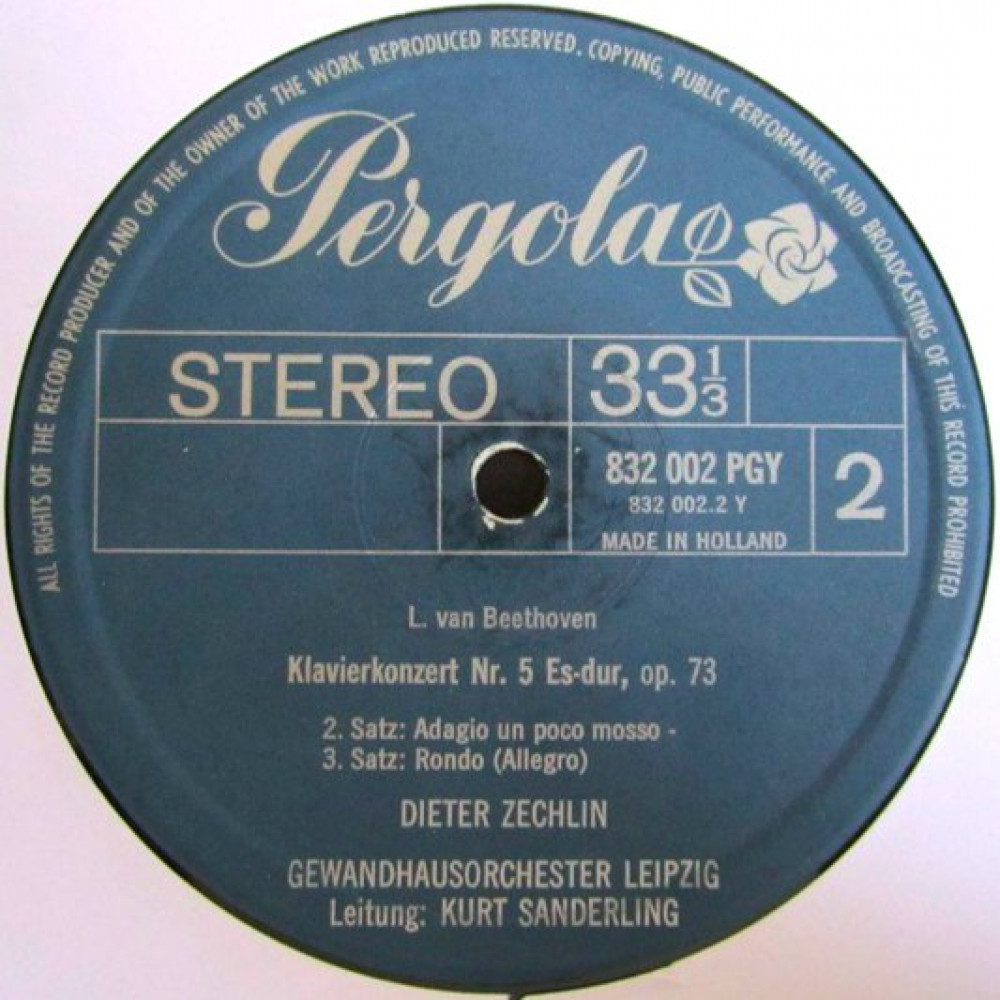 ALL RIGHTS OF THE RECORD PRODUCER AND OF THE OWNER OF THE WORK REPRODUCED RESERVED. COPYING, PUBLIC PERFORMANCE AND BROADCASTING OF THIS RECORD PROHIBITED
Pergola
STEREO 33 1/3
832 002 PGY
832 002.2 Y
2
MADE IN HOLLAND
L. van Beethoven
Klavierkonzert Nr. 5 Es-dur, op. 73
2. Satz: Adagio un poco mosso -
3. Satz: Rondo (Allegro)
DIETER ZECHLIN
GEWANDHAUSORCHESTER LEIPZIG
Leitung: KURT SANDERLING